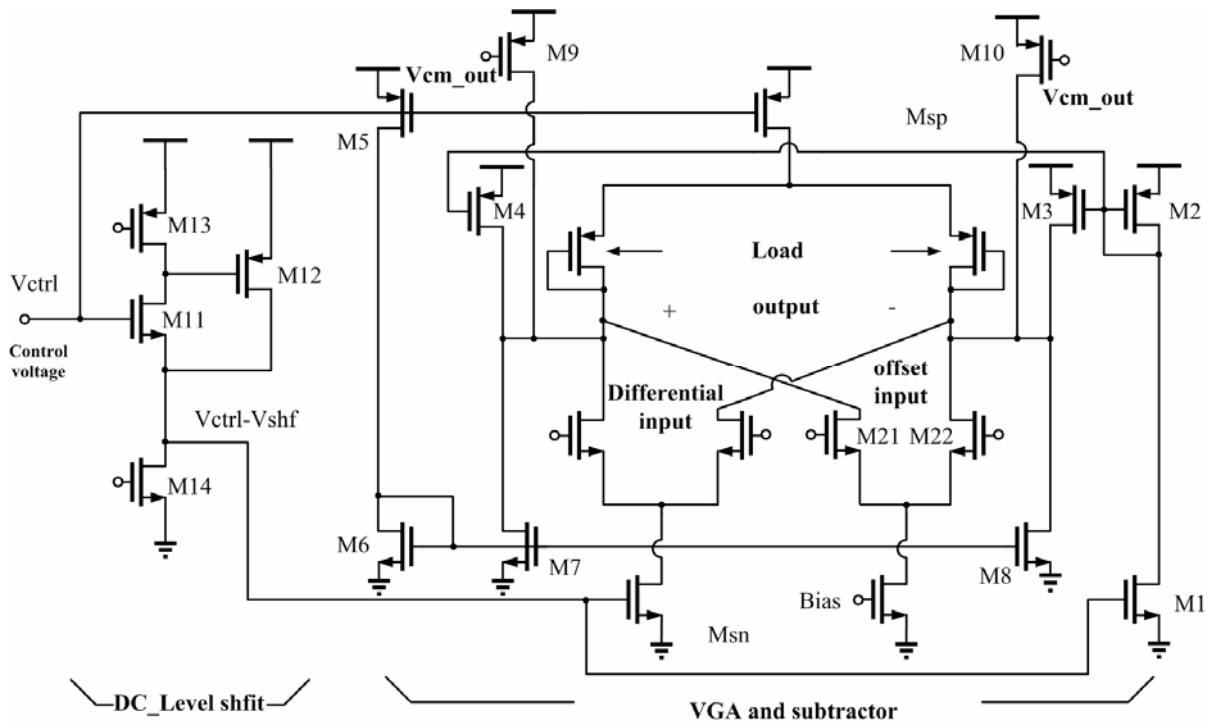 M9
M10
Vcm_out
Vcm_out
M5
Msp
M13
M4
M3
M2
Vctrl
M12
Load
M11
+
output
-
Control
voltage
Differential
input
offset
input
Vctrl-Vshf
M21
M22
M14
M6
M7
M8
Bias
M1
Msn
DC_Level shfit
VGA and subtractor